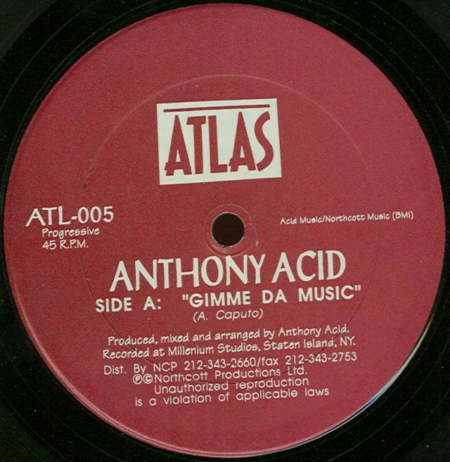 ATLAS
ATL-005
Progressive
45 R.P.M.
Acid Music/Northcott Music (BMI)
ANTHONY ACID
SIDE A: "GIMME DA MUSIC"
(A. Caputo)
Produced, mixed and arranged by Anthony Acid.
Recorded at Millenium Studios, Staten Island, NY.
Dist. By NCP 212-343-2660/fax 212-343-2753
ⓅⒸNorthcott Productions Ltd.
Unauthorized reproduction
is a violation of applicable laws